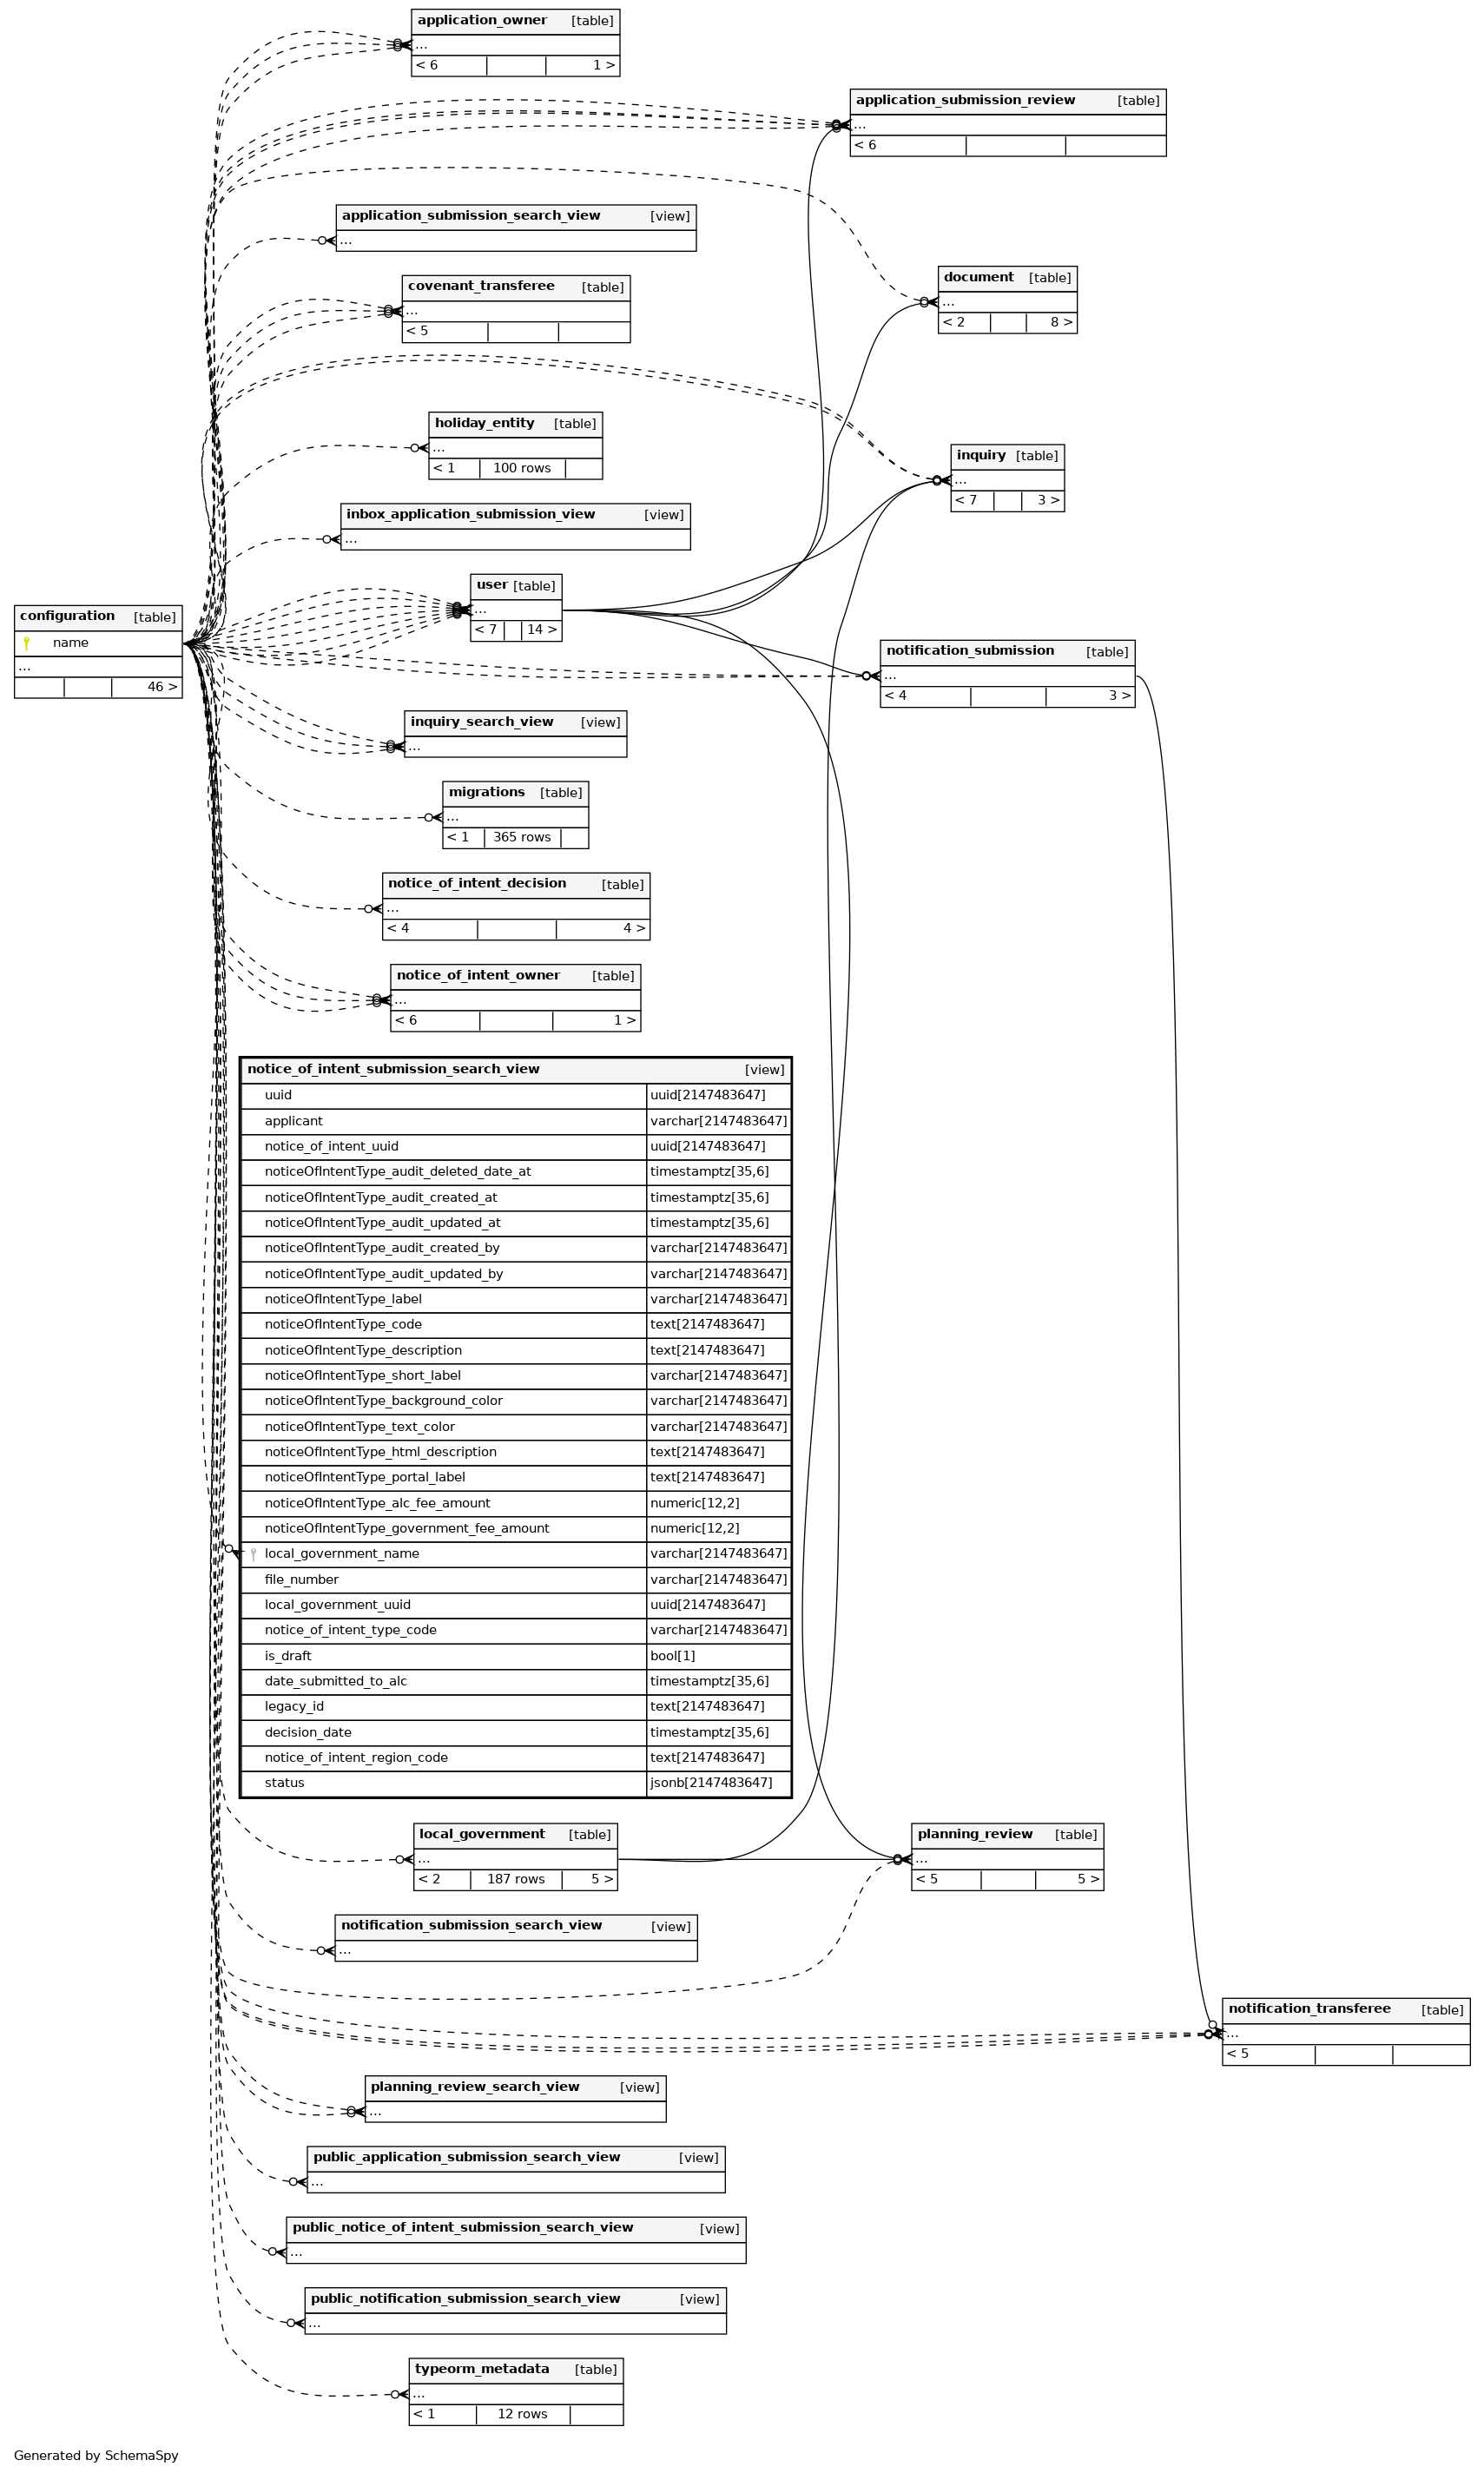 application_owner [table]
...
< 6 1 >
application_submission_review [table]
...
< 6
application_submission_search_view [view]
...
covenant_transferee [table]
...
< 5
document [table]
...
< 2 8 >
holiday_entity [table]
...
< 1 100 rows
inquiry [table]
...
< 7 3 >
inbox_application_submission_view [view]
...
user [table]
...
< 7 14 >
configuration [table]
name
...
46 >
notification_submission [table]
...
< 4 3 >
inquiry_search_view [view]
...
migrations [table]
...
< 1 365 rows
notice_of_intent_decision [table]
...
< 4 4 >
notice_of_intent_owner [table]
...
< 6 1 >
notice_of_intent_submission_search_view [view]
uuid uuid[2147483647]
applicant varchar[2147483647]
notice_of_intent_uuid uuid[2147483647]
noticeOfIntentType_audit_deleted_date_at timestamptz[35,6]
noticeOfIntentType_audit_created_at timestamptz[35,6]
noticeOfIntentType_audit_updated_at timestamptz[35,6]
noticeOfIntentType_audit_created_by varchar[2147483647]
noticeOfIntentType_audit_updated_by varchar[2147483647]
noticeOfIntentType_label varchar[2147483647]
noticeOfIntentType_code text[2147483647]
noticeOfIntentType_description text[2147483647]
noticeOfIntentType_short_label varchar[2147483647]
noticeOfIntentType_background_color varchar[2147483647]
noticeOfIntentType_text_color varchar[2147483647]
noticeOfIntentType_html_description text[2147483647]
noticeOfIntentType_portal_label text[2147483647]
noticeOfIntentType_alc_fee_amount numeric[12,2]
noticeOfIntentType_government_fee_amount numeric[12,2]
local_government_name varchar[2147483647]
file_number varchar[2147483647]
local_government_uuid uuid[2147483647]
notice_of_intent_type_code varchar[2147483647]
is_draft bool[1]
date_submitted_to_alc timestamptz[35,6]
legacy_id text[2147483647]
decision_date timestamptz[35,6]
notice_of_intent_region_code text[2147483647]
status jsonb[2147483647]
local_government [table]
...
< 2 187 rows 5 >
planning_review [table]
...
< 5 5 >
notification_submission_search_view [view]
...
notification_transferee [table]
...
< 5
planning_review_search_view [view]
...
public_application_submission_search_view [view]
...
public_notice_of_intent_submission_search_view [view]
...
public_notification_submission_search_view [view]
...
typeorm_metadata [table]
...
< 1 12 rows
Generated by SchemaSpy